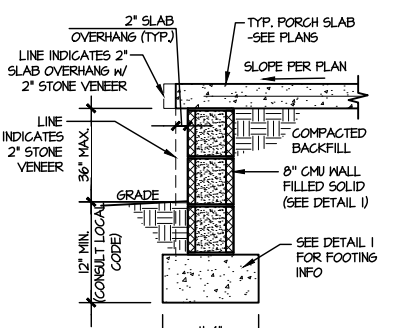 2" SLAB
OVERHANG (TYP.)
TYP. PORCH SLAB
-SEE PLANS
LINE INDICATES 2"
SLAB OVERHANG W/
2" STONE VENEER
SLOPE PER PLAN
LINE
INDICATES
2" STONE
VENEER
36" MAX.
COMPACTED
BACKFILL
8" CMU WALL
FILLED SOLID
(SEE DETAIL 1)
GRADE
12" MIN.
(CONSULT LOCAL
CODE)
SEE DETAIL 1
FOR FOOTING
INFO